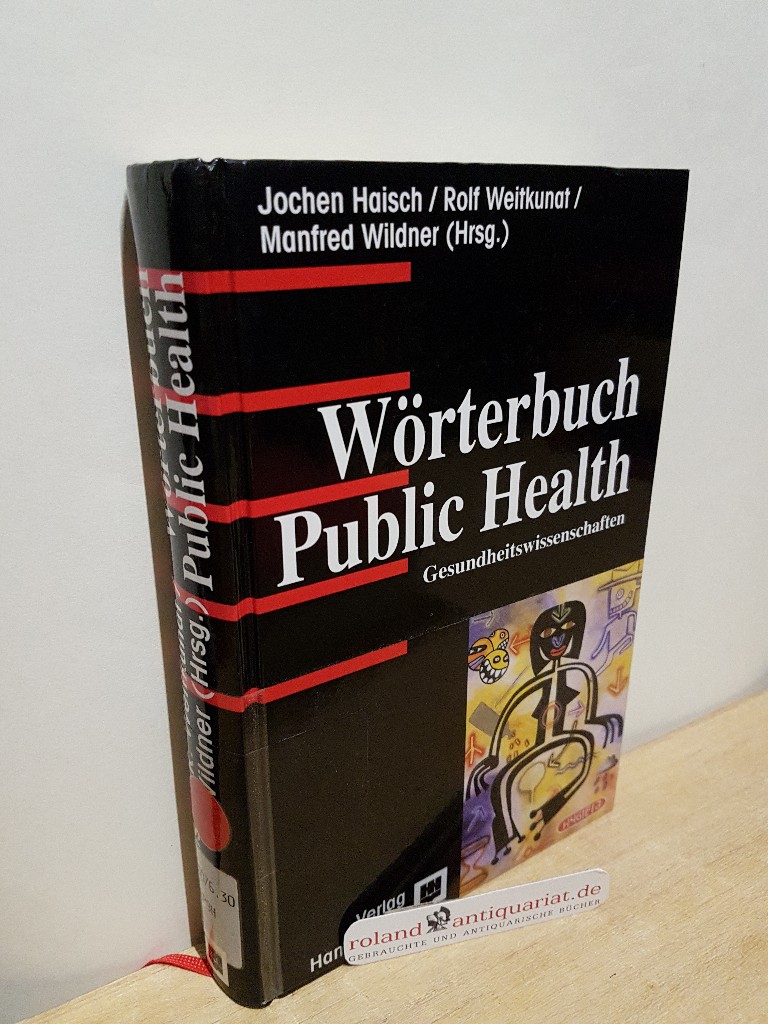 Jochen Haisch / Rolf Weitkunat /
Manfred Wildner (Hrsg.)
Wörterbuch
Public Health
Gesundheitswissenschaften
Verlag
roland antiquariat.de
GEBRAUCHTE UND ANTIQUARISCHE BÜCHER
Wörterbuch
Public Health
Wildner (Hrsg.)